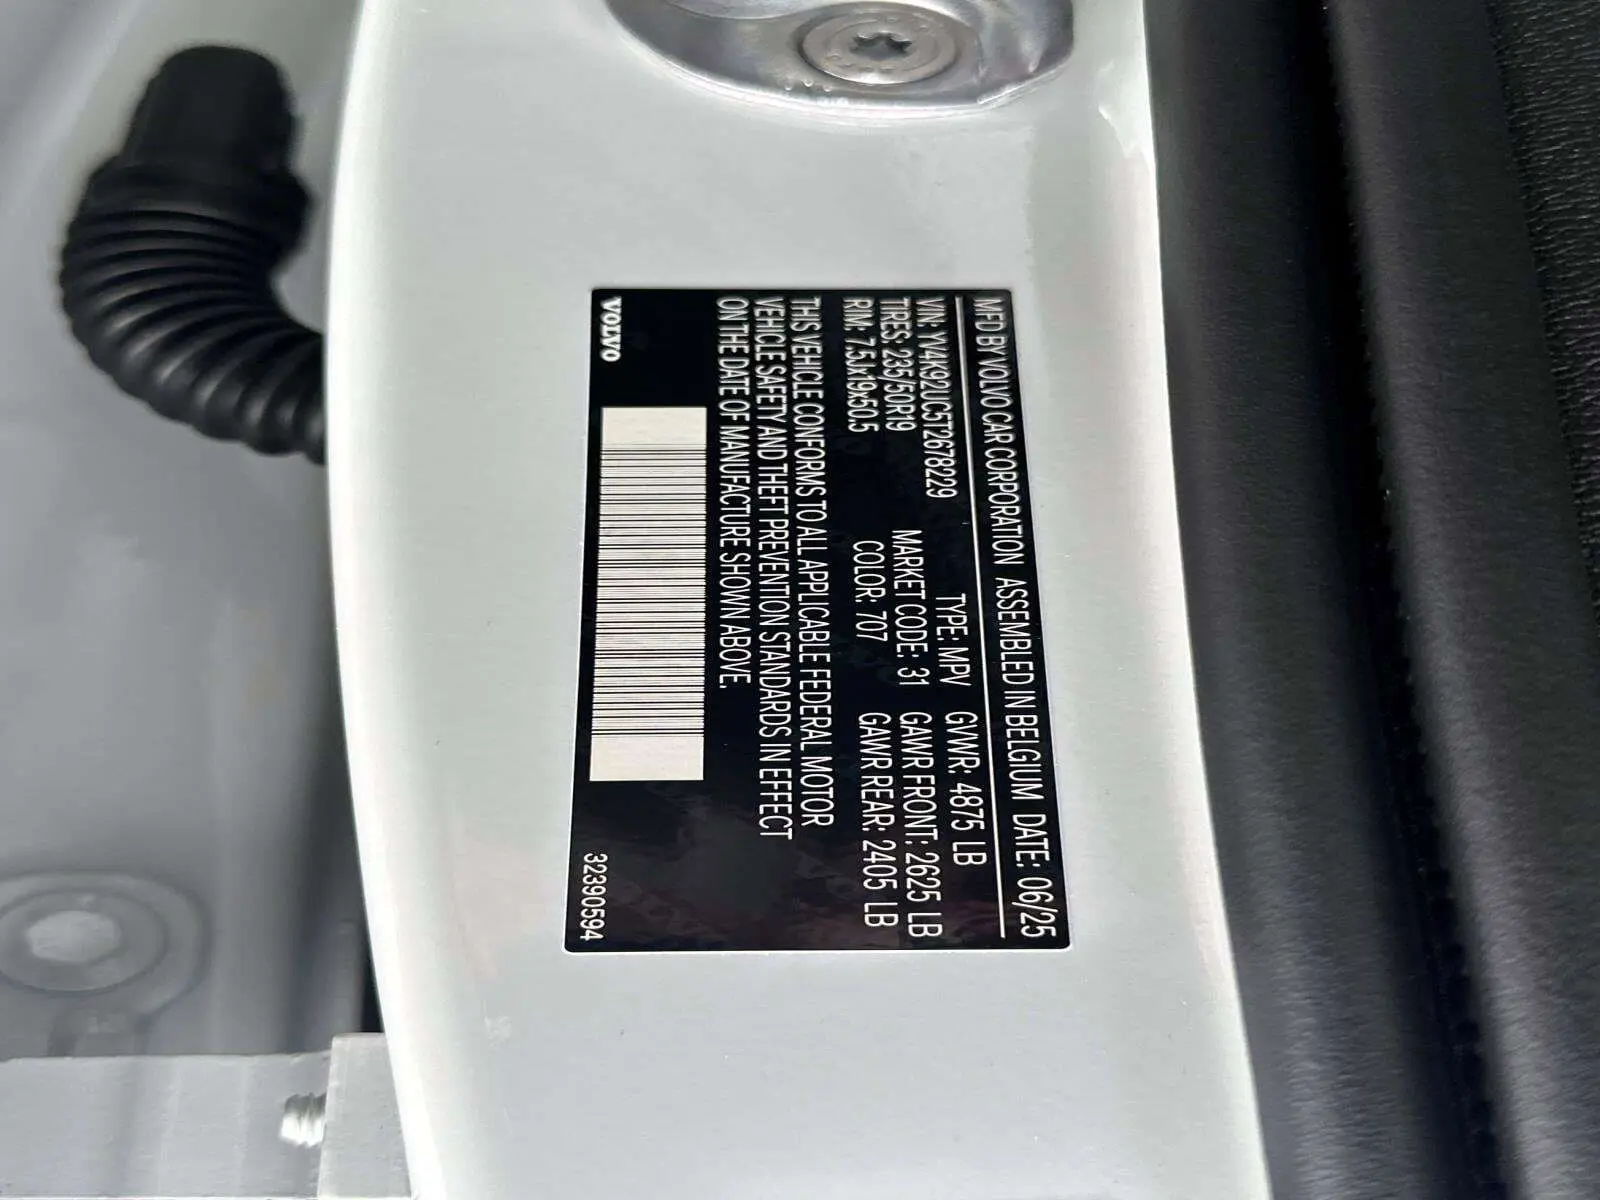 MFD BY VOLVO CAR CORPORATION ASSEMBLED IN BELGIUM DATE: 06/25
VIN: YV4K92UC5T2678229 TYPE: MPV GVWR: 4875 LB
TIRES: 235/50R19 MARKET CODE: 31 GAWR FRONT: 2625 LB
RIM: 7.5Jx19x50.5 COLOR: 707 GAWR REAR: 2405 LB
THIS VEHICLE CONFORMS TO ALL APPLICABLE FEDERAL MOTOR
VEHICLE SAFETY AND THEFT PREVENTION STANDARDS IN EFFECT
ON THE DATE OF MANUFACTURE SHOWN ABOVE.
VOLVO 32390594